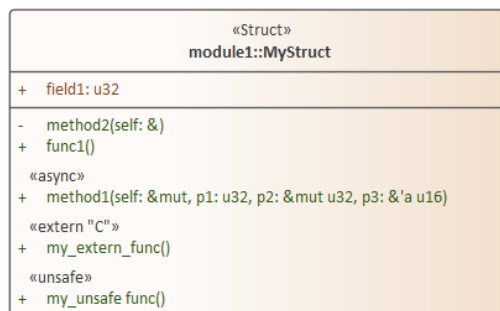 «Struct»
module1::MyStruct
+ field1: u32
- method2(self: &)
+ func1()
«async»
+ method1(self: &mut, p1: u32, p2: &mut u32, p3: &'a u16)
«extern "C"»
+ my_extern_func()
«unsafe»
+ my_unsafe func()